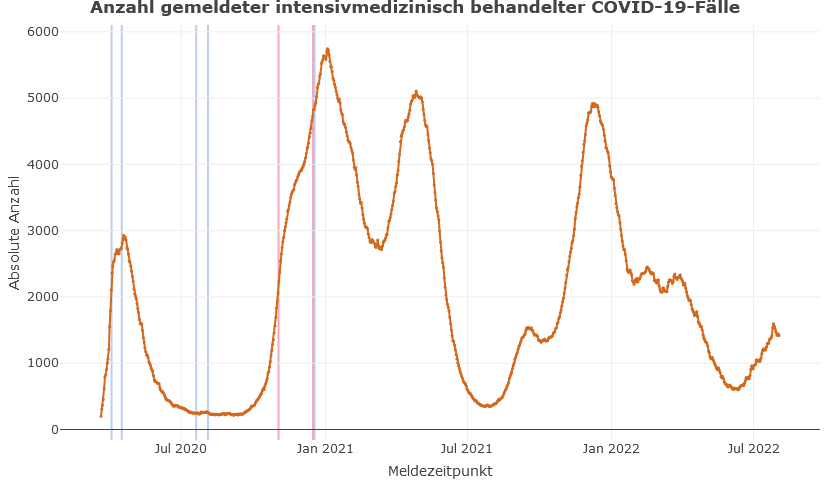 Anzahl gemeldeter intensivmedizinisch behandelter COVID-19-Fälle
6000
5000
4000
3000
2000
1000
0
Absolute Anzahl
Jul 2020
Jan 2021
Jul 2021
Jan 2022
Jul 2022
Meldezeitpunkt